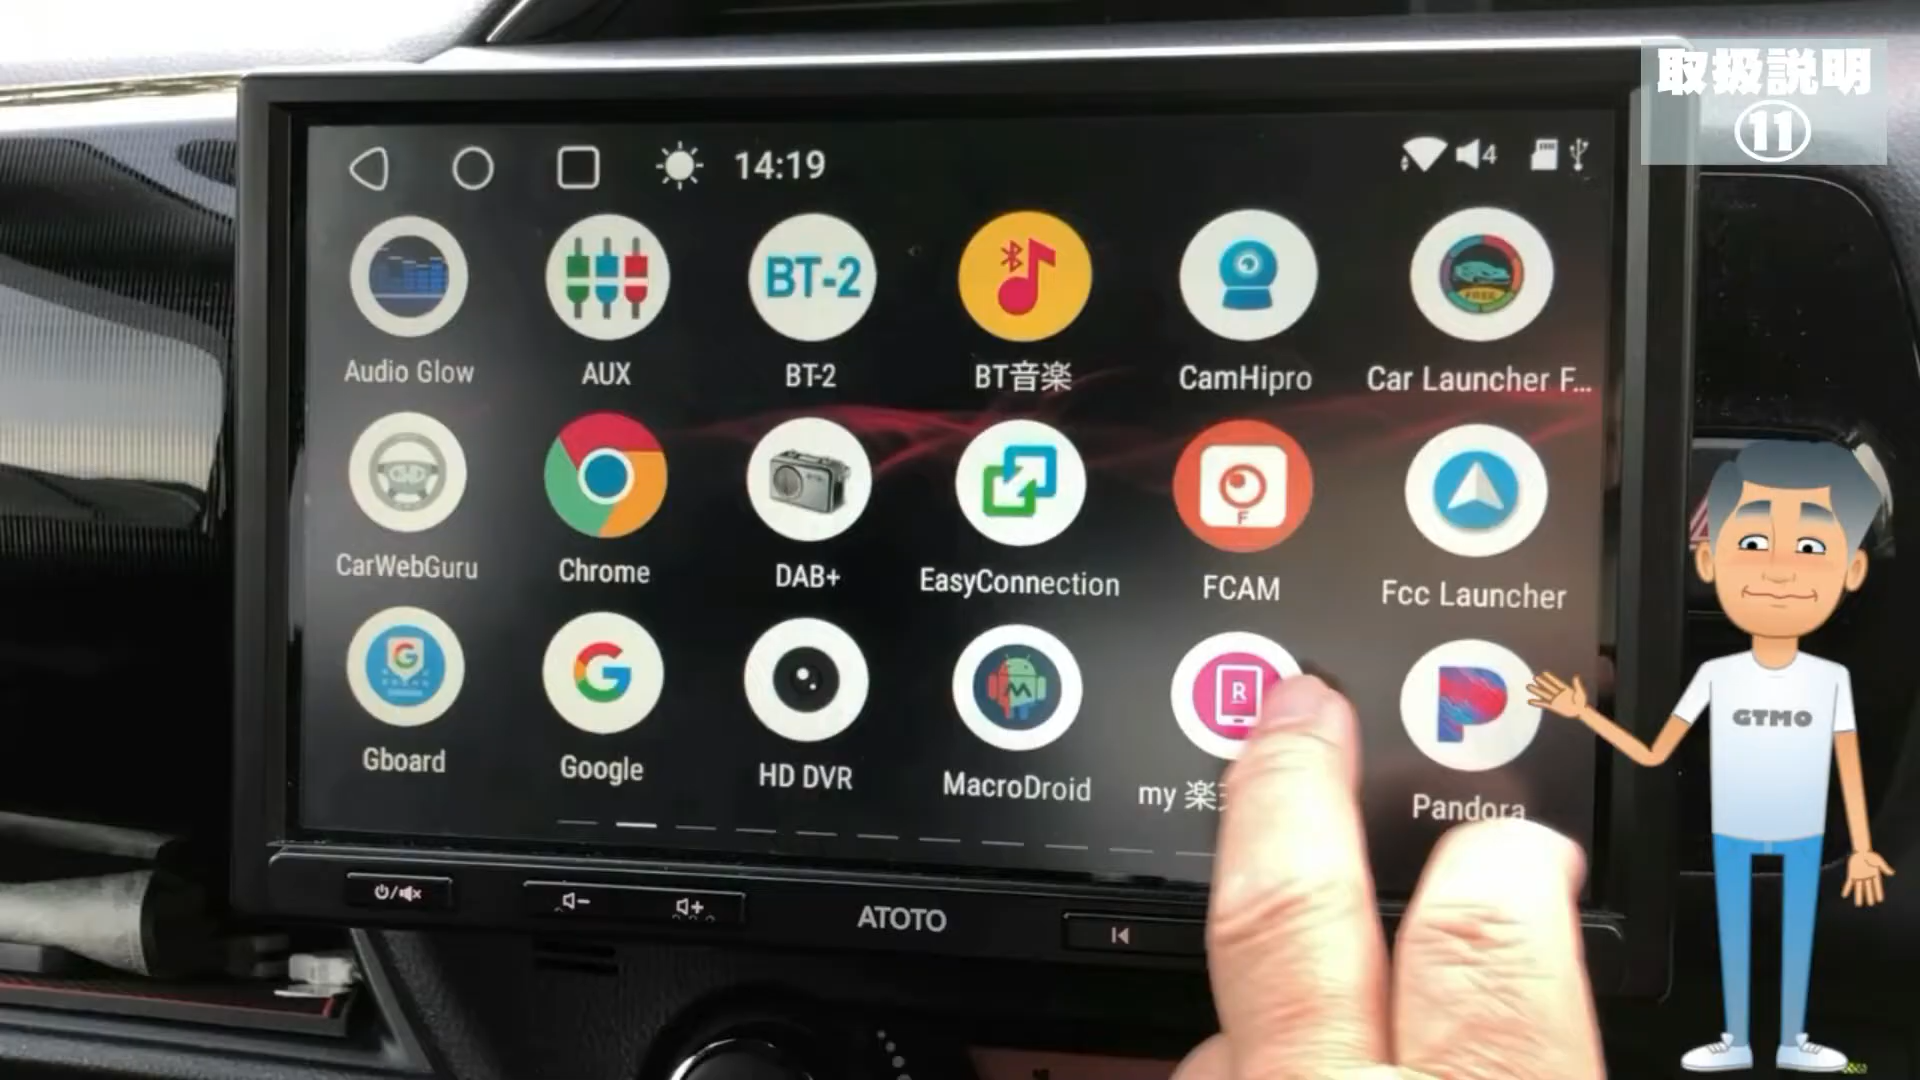 取扱説明
⑪
14:19
4
BT-2
FREE
Audio Glow
AUX
BT-2
BT音楽
CamHipro
Car Launcher F...
F
CarWebGuru
Chrome
DAB+
EasyConnection
FCAM
Fcc Launcher
G
G
M
R
GTMO
Gboard
Google
HD DVR
MacroDroid
my 楽
Pandora
ATOTO